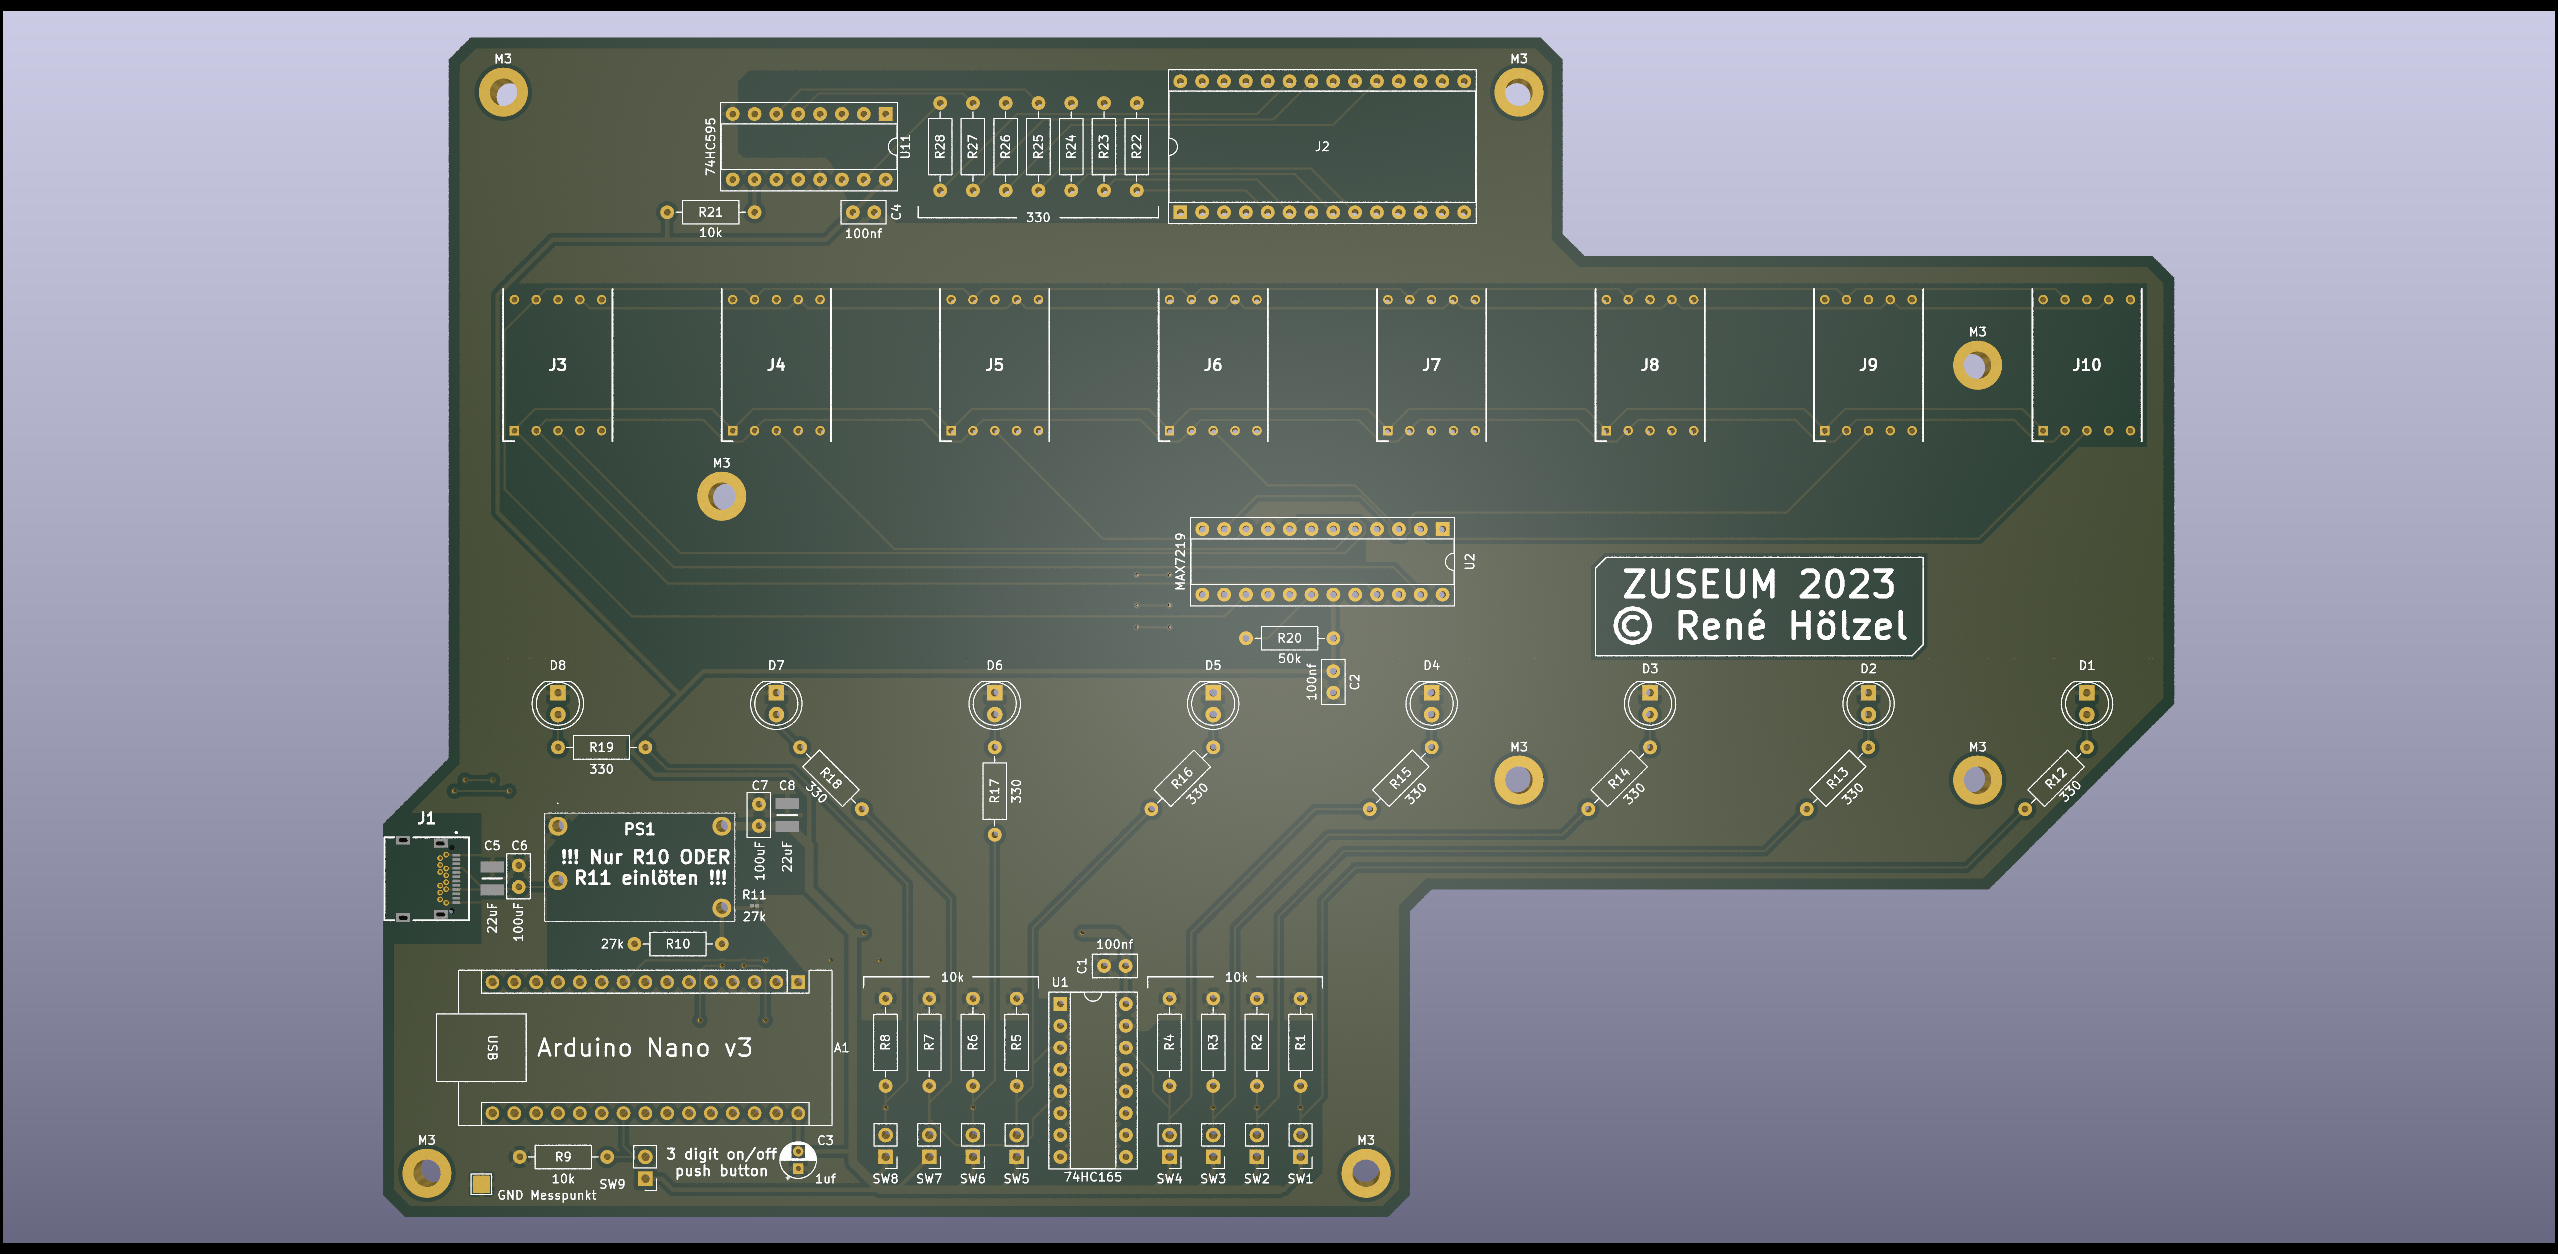 M3
M3
74HC595
U11
R28
R27
R26
R25
R24
R23
R22
J2
R21
10k
C4
100nf
330
J3
J4
J5
J6
J7
J8
J9
M3
J10
M3
MAX7219
U2
ZUSEUM 2023
© René Hölzel
R20
50k
100nf
C2
D8
D7
D6
D5
D4
D3
D2
D1
R19
330
R18
330
R17
330
R16
330
R15
330
M3
R14
330
R13
330
M3
R12
330
J1
C5
C6
22uF
100uF
PS1
!!! Nur R10 ODER
R11 einlöten !!!
C7
C8
100uF
22uF
R11
27k
27k
R10
USB
Arduino Nano v3
A1
10k
R8
R7
R6
R5
100nf
C1
U1
74HC165
10k
R4
R3
R2
R1
M3
R9
10k
GND Messpunkt
SW9
3 digit on/off
push button
C3
+
1uf
SW8
SW7
SW6
SW5
SW4
SW3
SW2
SW1
M3